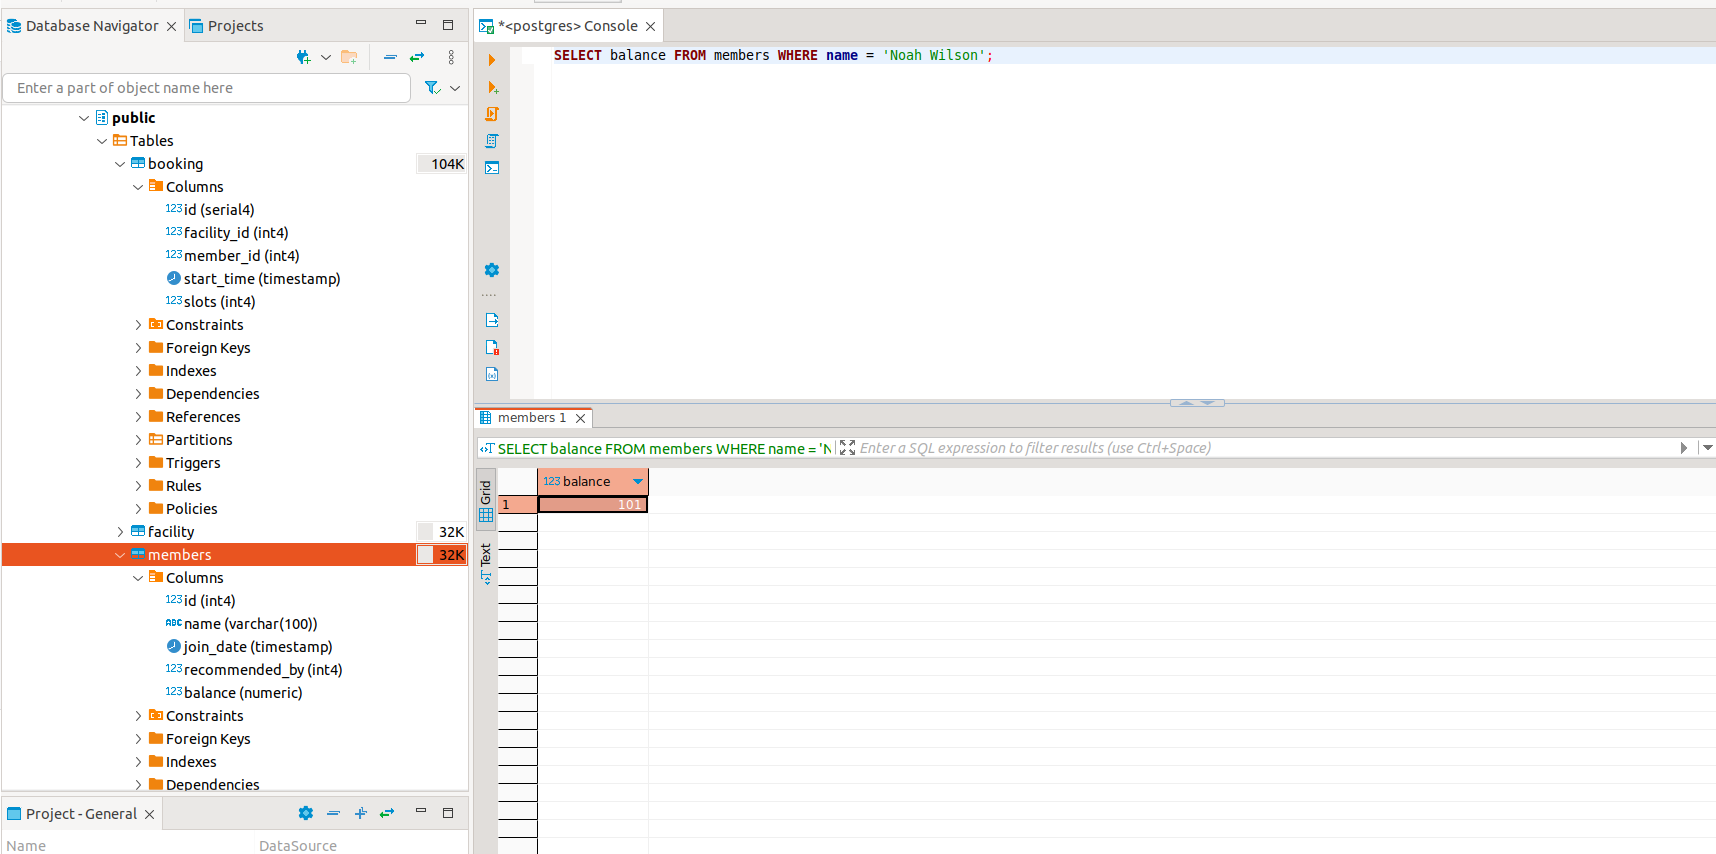 Database Navigator
Projects
Enter a part of object name here
public
Tables
booking 104K
Columns
123 id (serial4)
123 facility_id (int4)
123 member_id (int4)
start_time (timestamp)
123 slots (int4)
Constraints
Foreign Keys
Indexes
Dependencies
References
Partitions
Triggers
Rules
Policies
facility 32K
members 32K
Columns
123 id (int4)
ABC name (varchar(100))
join_date (timestamp)
123 recommended_by (int4)
123 balance (numeric)
Constraints
Foreign Keys
Indexes
Dependencies
Project - General
Name DataSource
*<postgres> Console
SELECT balance FROM members WHERE name = 'Noah Wilson';
members 1
SELECT balance FROM members WHERE name = 'N
Enter a SQL expression to filter results (use Ctrl+Space)
Grid
Text
123 balance
1 101